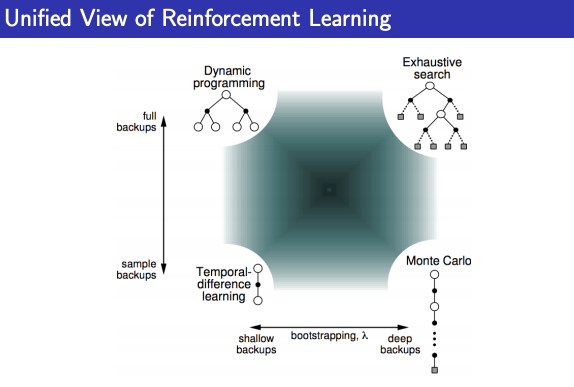 Unified View of Reinforcement Learning
Dynamic
programming
Exhaustive
search
full
backups
sample
backups
Temporal-
difference
learning
Monte Carlo
bootstrapping, λ
shallow
backups
deep
backups